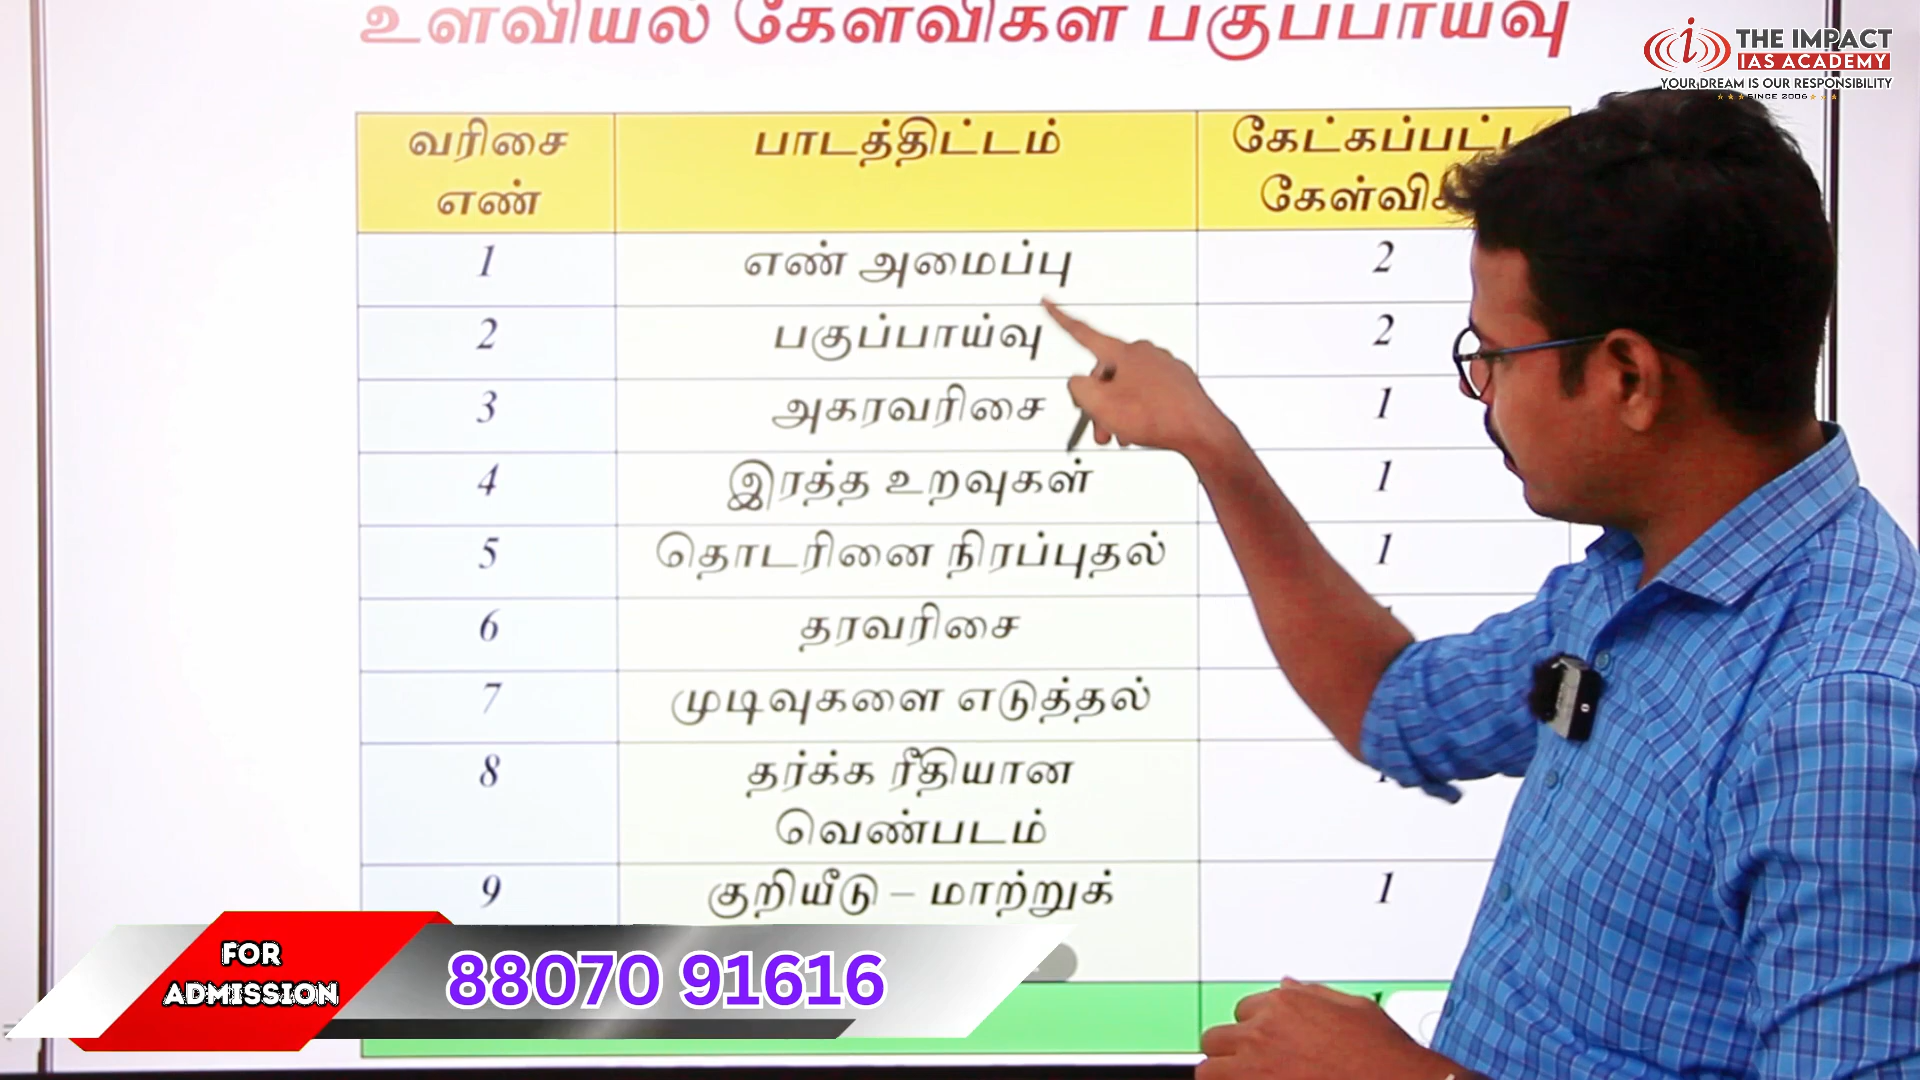 உளவியல் கேள்விகள் பகுப்பாய்வு
THE IMPACT
IAS ACADEMY
YOUR DREAM IS OUR RESPONSIBILITY
SINCE 2006
வரிசை எண் பாடத்திட்டம்
1 எண் அமைப்பு 2
2 பகுப்பாய்வு 2
3 அகரவரிசை 1
4 இரத்த உறவுகள் 1
5 தொடரினை நிரப்புதல் 1
6 தரவரிசை
7 முடிவுகளை எடுத்தல்
8 தர்க்க ரீதியான
வெண்படம்
9 குறியீடு – மாற்றுக் 1
FOR
ADMISSION
88070 91616